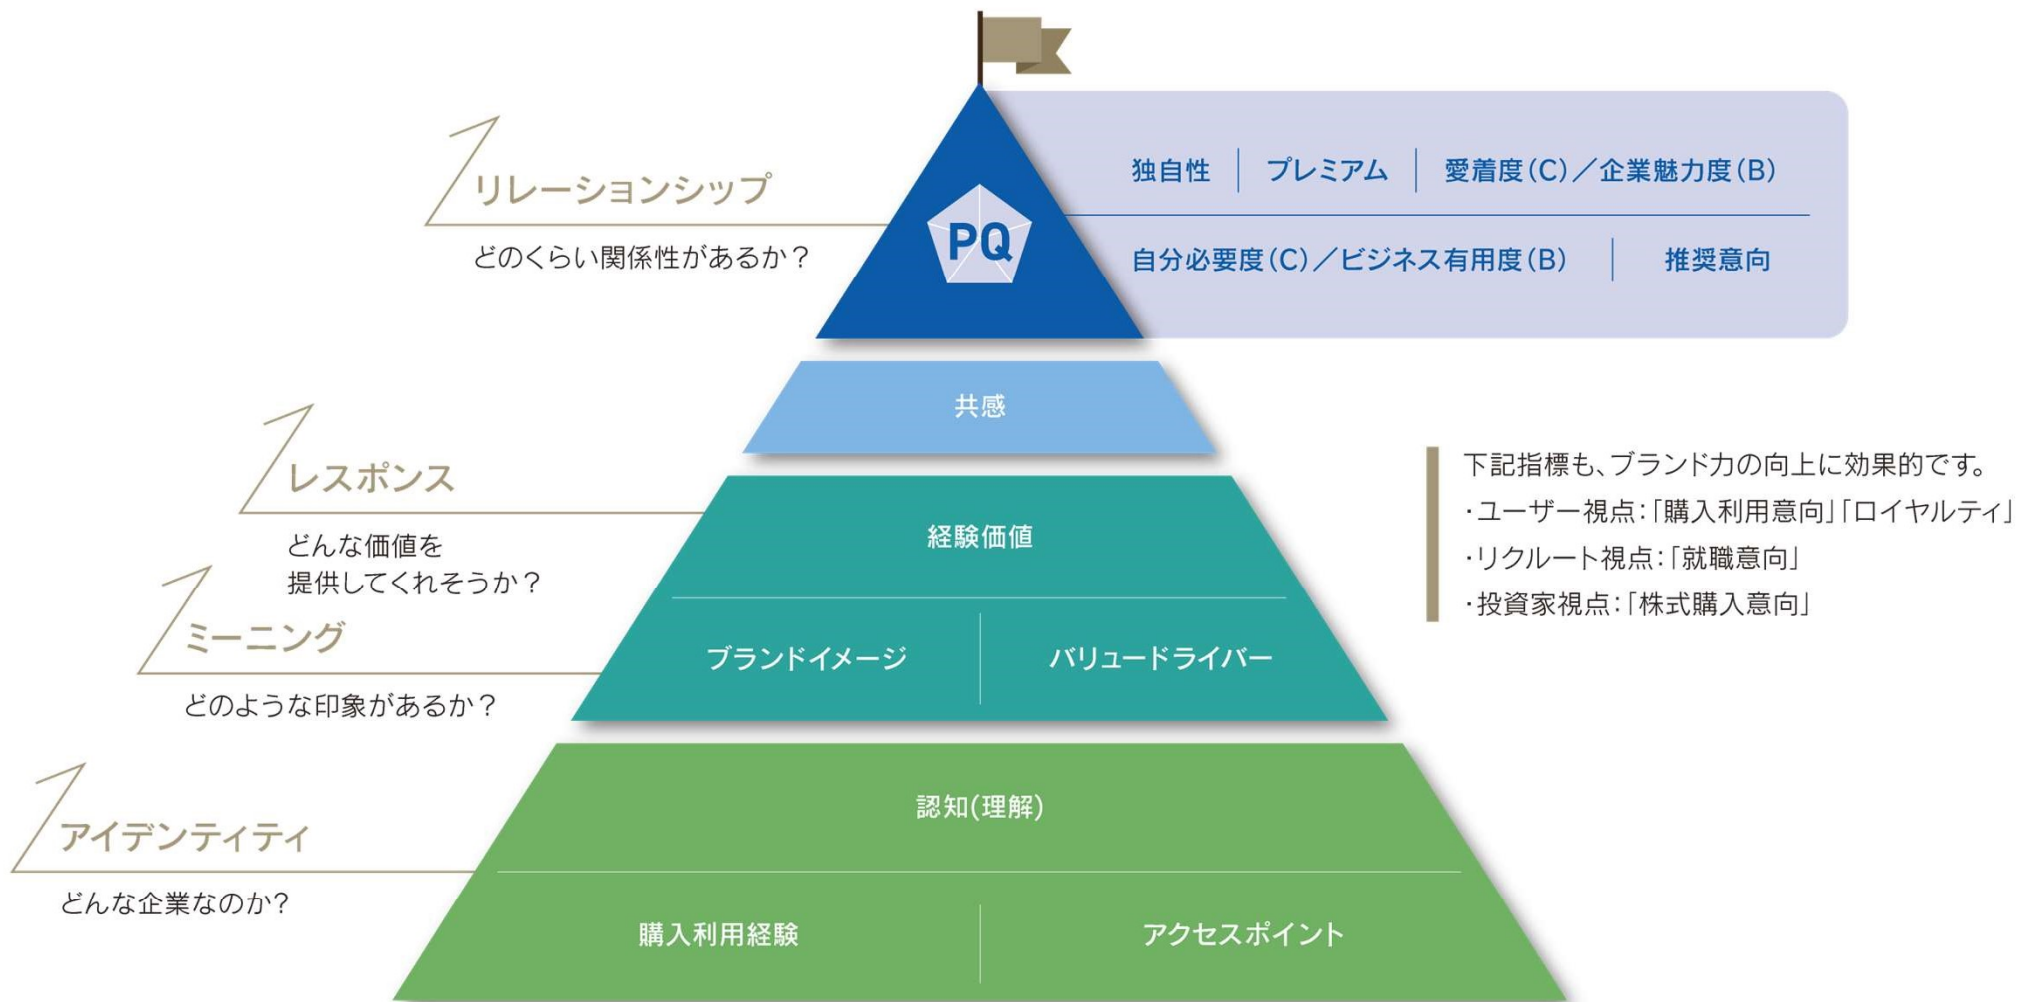 リレーションシップ
どのくらい関係性があるか？
PQ
独自性 プレミアム 愛着度(C)／企業魅力度(B)
自分必要度(C)／ビジネス有用度(B) 推奨意向
共感
レスポンス
どんな価値を
提供してくれそうか？
経験価値
ミーニング
どのような印象があるか？
ブランドイメージ バリュードライバー
下記指標も、ブランド力の向上に効果的です。
・ユーザー視点：「購入利用意向」「ロイヤルティ」
・リクルート視点：「就職意向」
・投資家視点：「株式購入意向」
アイデンティティ
どんな企業なのか？
認知(理解)
購入利用経験 アクセスポイント